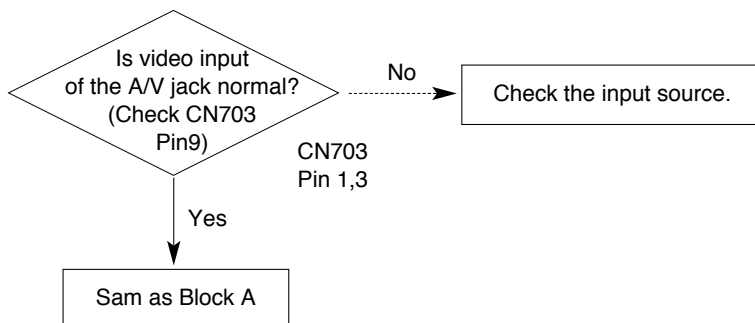 Is video input
of the A/V jack normal?
(Check CN703
Pin9)
No
Check the input source.
CN703
Pin 1,3
Yes
Sam as Block A